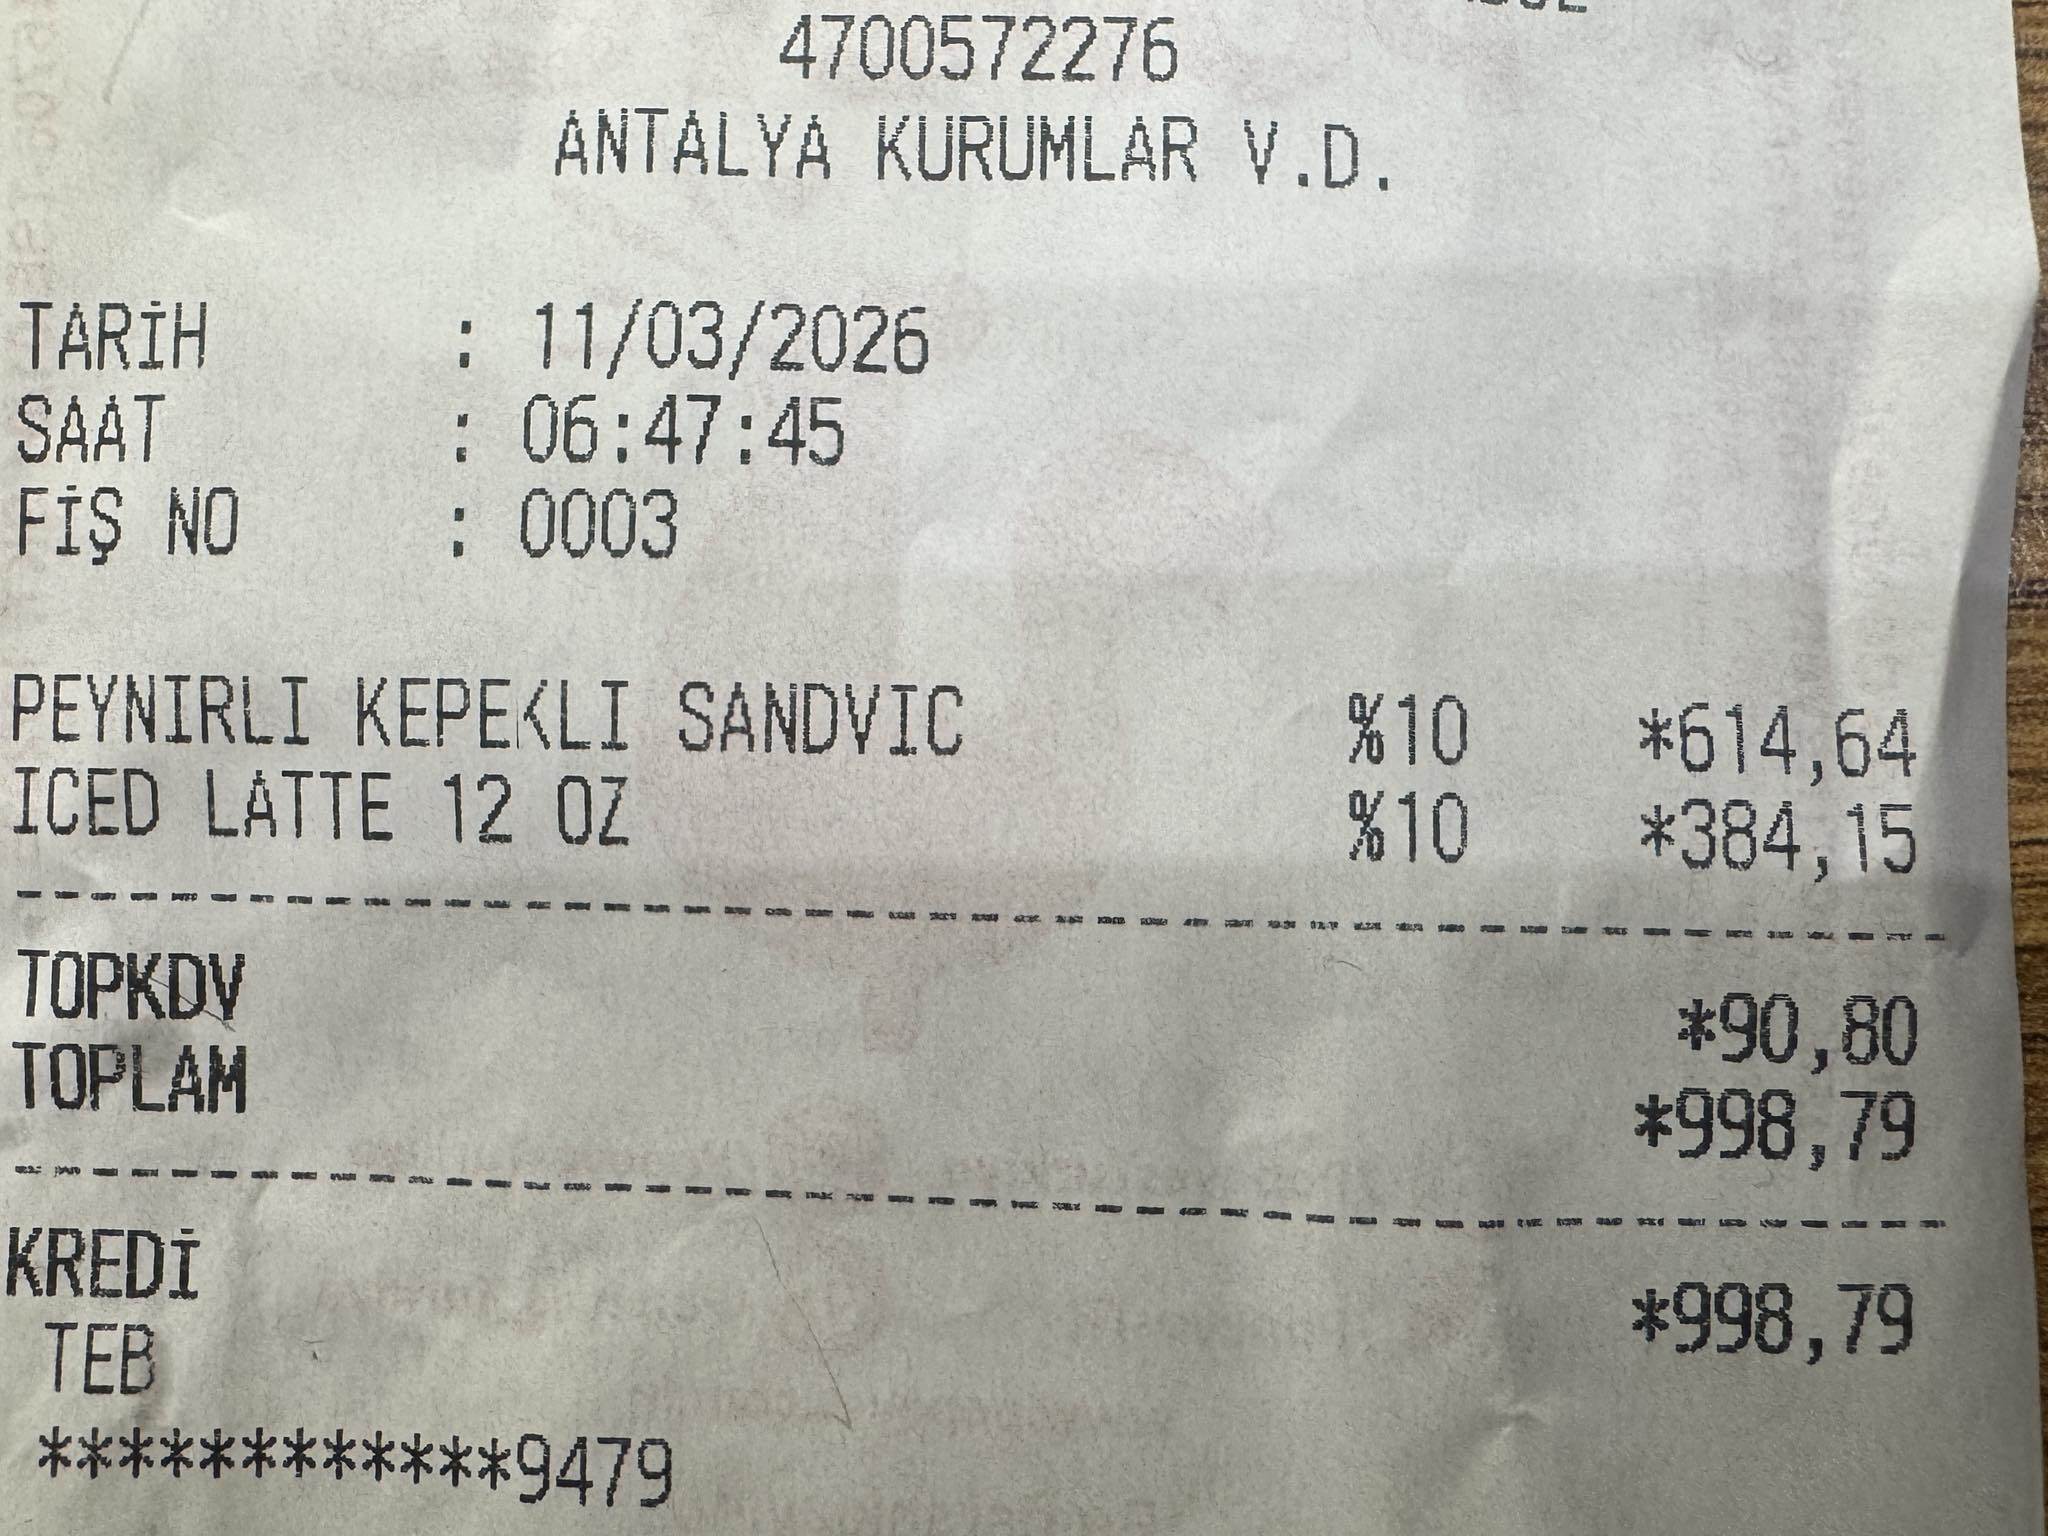 4700572276
ANTALYA KURUMLAR V.D.
TARİH : 11/03/2026
SAAT : 06:47:45
FİŞ NO : 0003
PEYNIRLI KEPEKLI SANDVIC %10 *614,64
ICED LATTE 12 OZ %10 *384,15
TOPKDV *90,80
TOPLAM *998,79
KREDİ *998,79
TEB
************9479